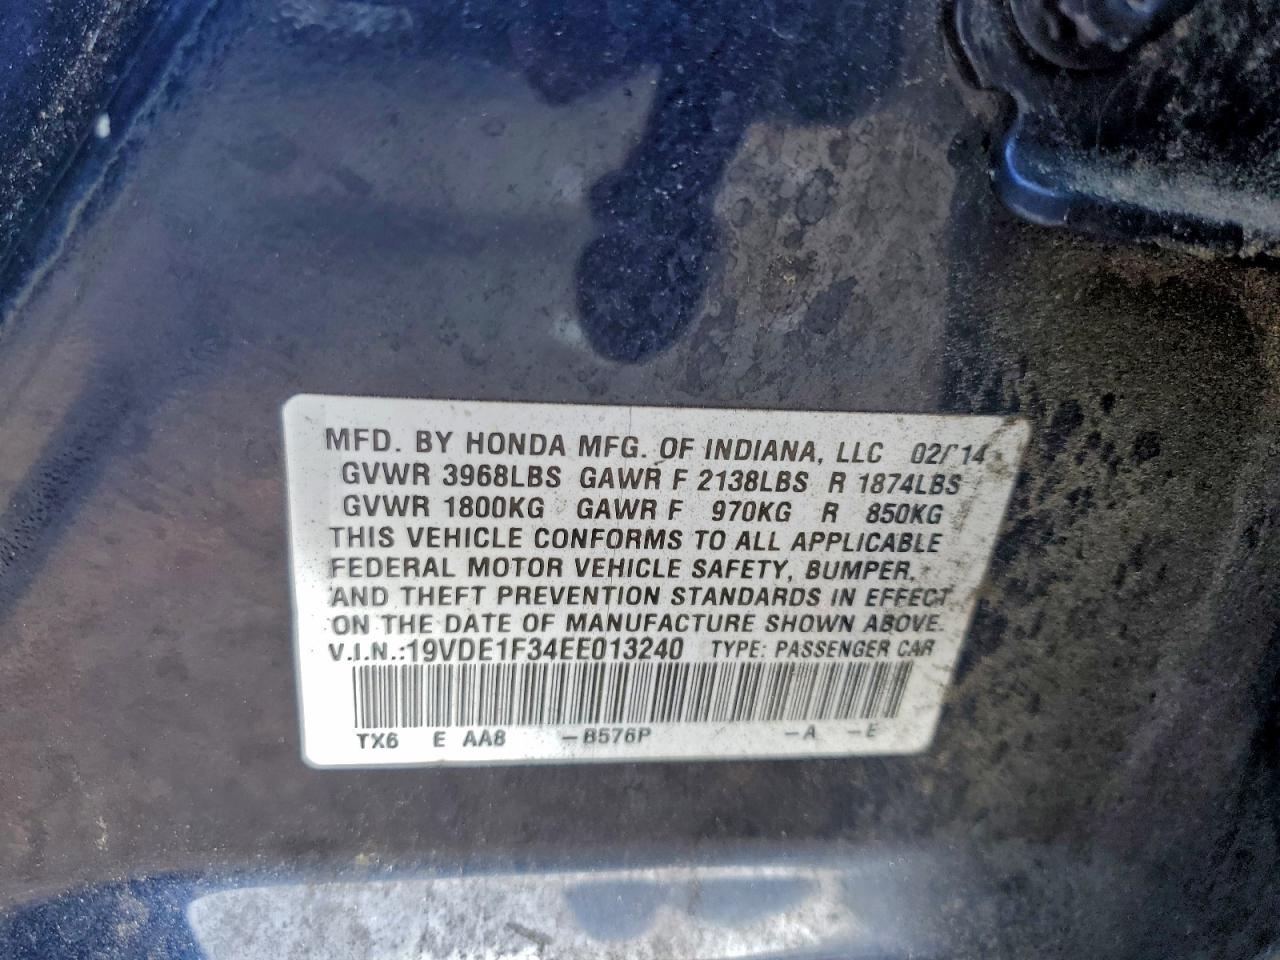 MFD. BY HONDA MFG. OF INDIANA, LLC 02/14
GVWR 3968LBS GAWR F 2138LBS R 1874LBS
GVWR 1800KG GAWR F 970KG R 850KG
THIS VEHICLE CONFORMS TO ALL APPLICABLE
FEDERAL MOTOR VEHICLE SAFETY, BUMPER,
AND THEFT PREVENTION STANDARDS IN EFFECT
ON THE DATE OF MANUFACTURE SHOWN ABOVE.
V.I.N.:19VDE1F34EE013240 TYPE: PASSENGER CAR
TX6 E AA8 -B576P -A -E